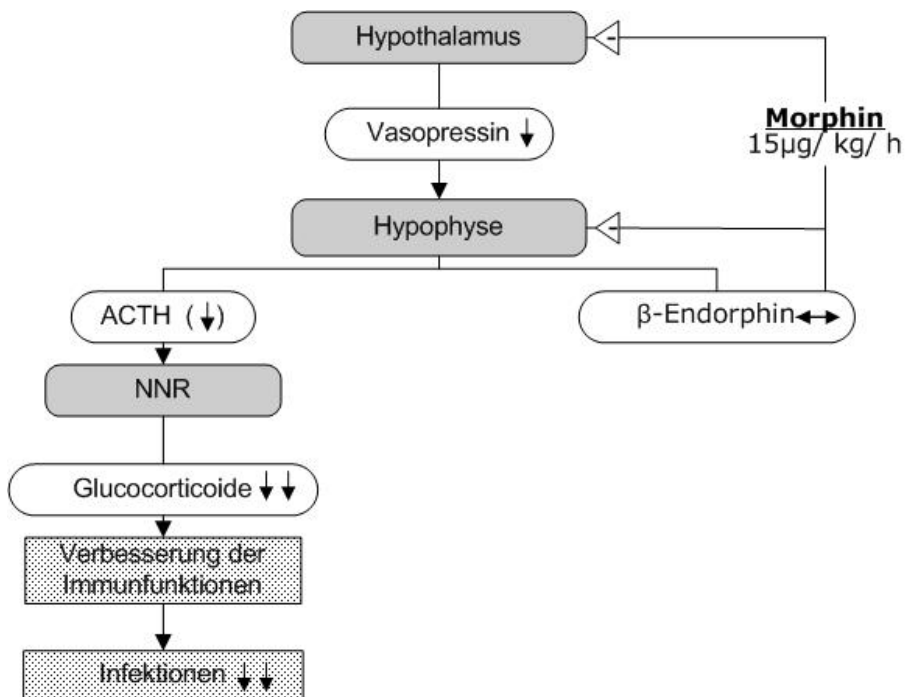 Hypothalamus
-
Vasopressin ↓
Morphin
15µg/ kg/ h
Hypophyse
-
ACTH (↓)
β-Endorphin↔
NNR
Glucocorticoide ↓↓
Verbesserung der
Immunfunktionen
Infektionen ↓↓